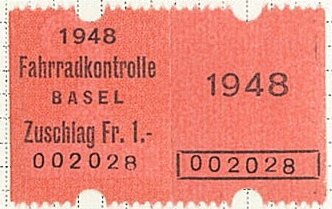 1948
Fahrradkontrolle
BASEL
Zuschlag Fr. 1.-
002028
1948
002028